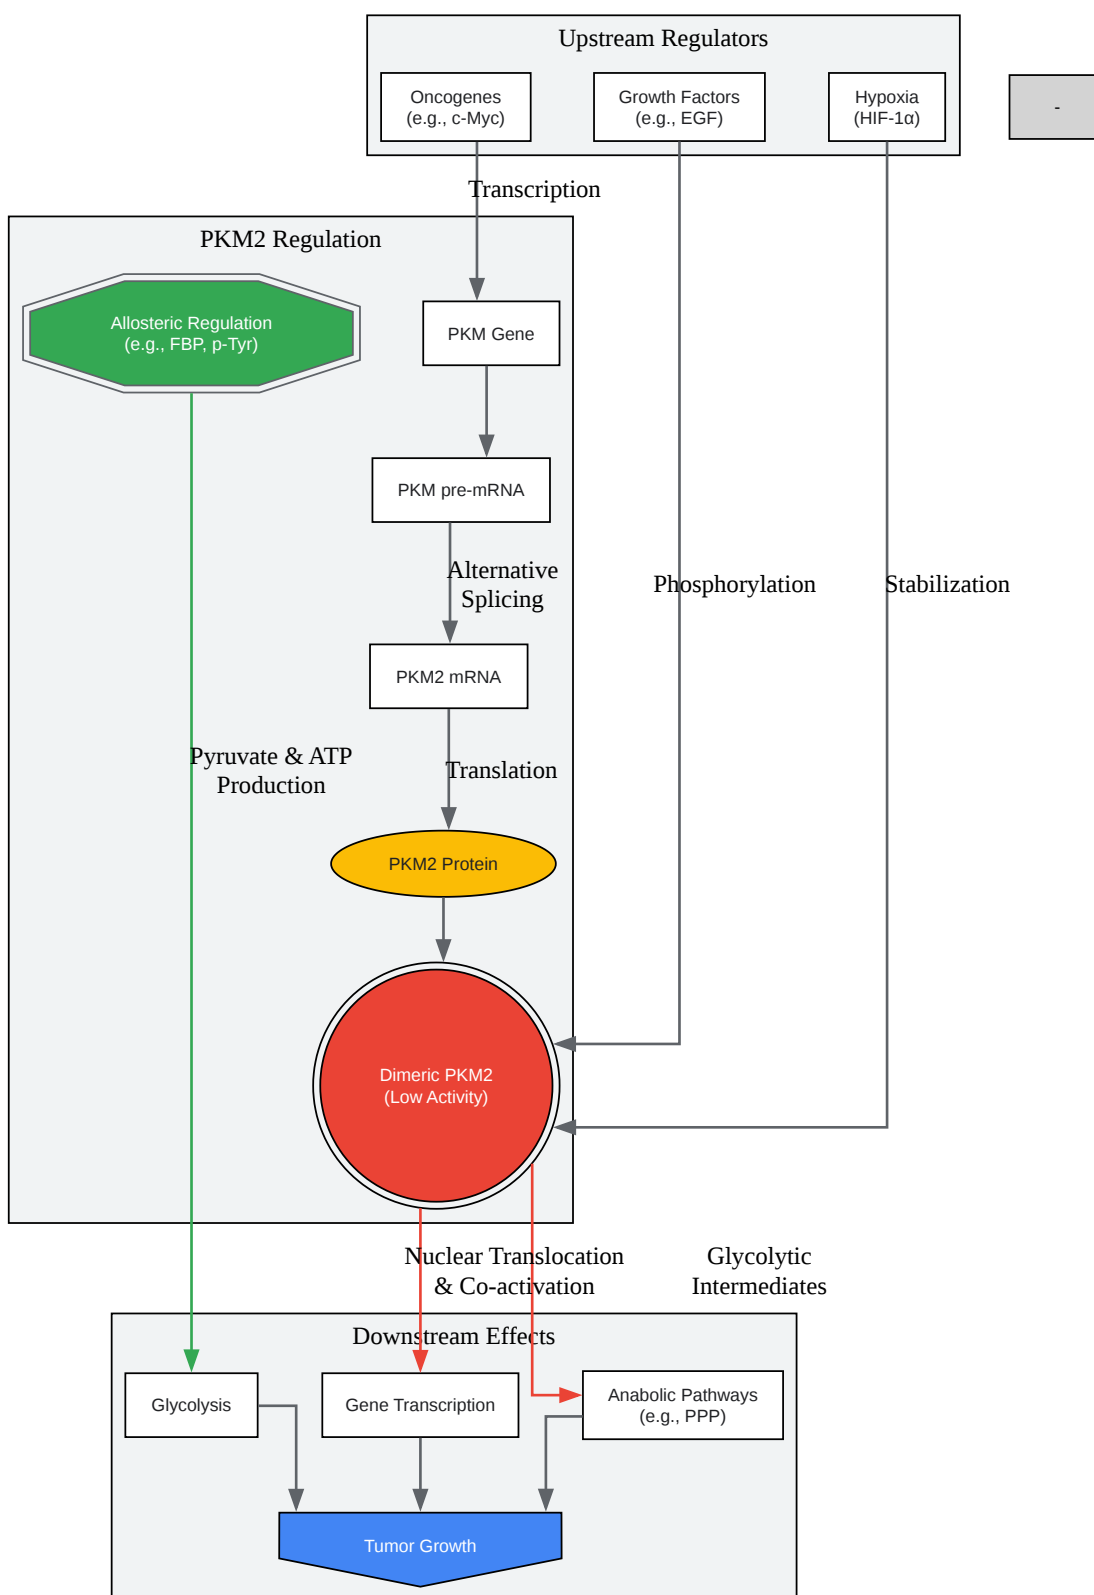 Upstream Regulators
Oncogenes
(e.g., c-Myc)
Growth Factors
(e.g., EGF)
Hypoxia
(HIF-1α)
-
Transcription
PKM2 Regulation
Allosteric Regulation
(e.g., FBP, p-Tyr)
PKM Gene
PKM pre-mRNA
Alternative
Splicing
Phosphorylation
Stabilization
PKM2 mRNA
Pyruvate & ATP
Production
Translation
PKM2 Protein
Dimeric PKM2
(Low Activity)
Nuclear Translocation
& Co-activation
Glycolytic
Intermediates
Downstream Effects
Glycolysis
Gene Transcription
Anabolic Pathways
(e.g., PPP)
Tumor Growth